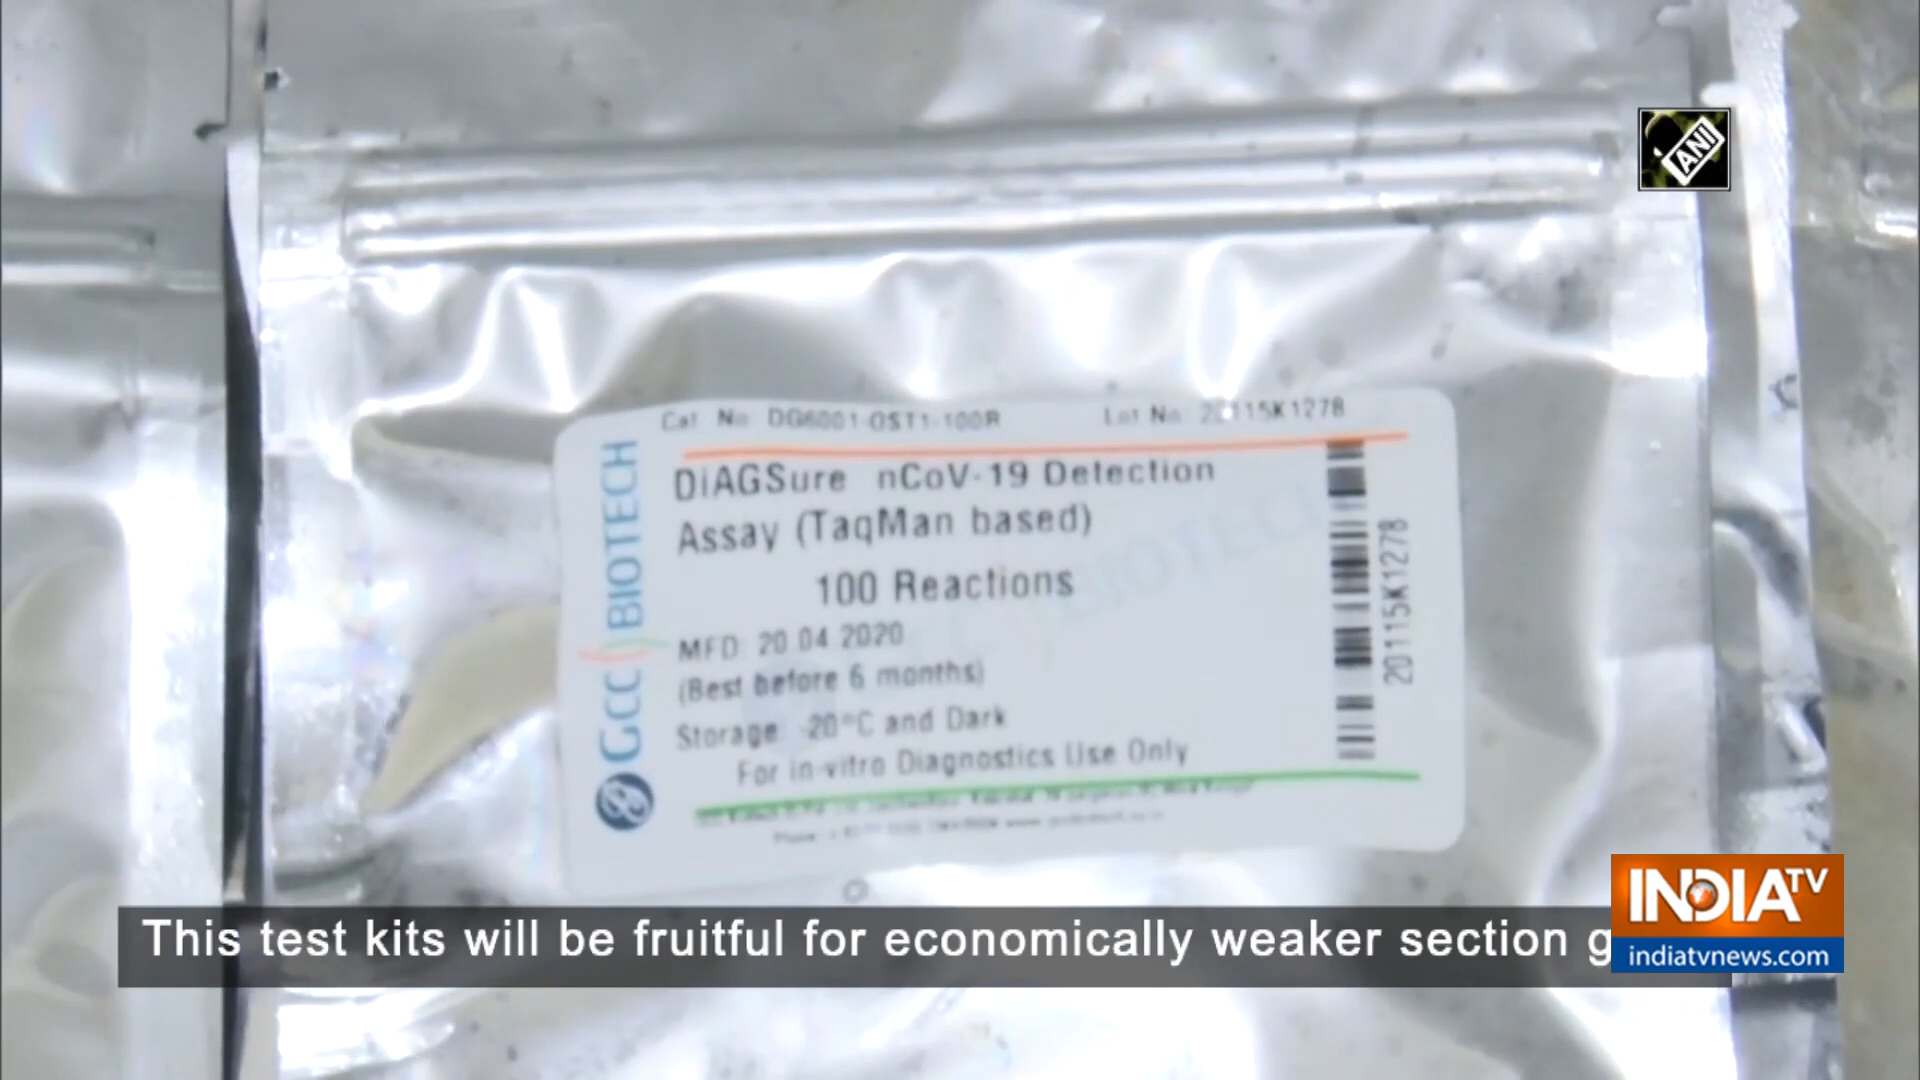 ANI
Cat. No. DG6001-OST1-100R Lot No. 20115K1278
DiAGSure nCoV-19 Detection
Assay (TaqMan based)
100 Reactions
MFD: 20.04.2020
(Best before 6 months)
Storage: -20°C and Dark
For in-vitro Diagnostics Use Only
GCC BIOTECH
20115K1278
INDIA TV
This test kits will be fruitful for economically weaker section g
indiatvnews.com